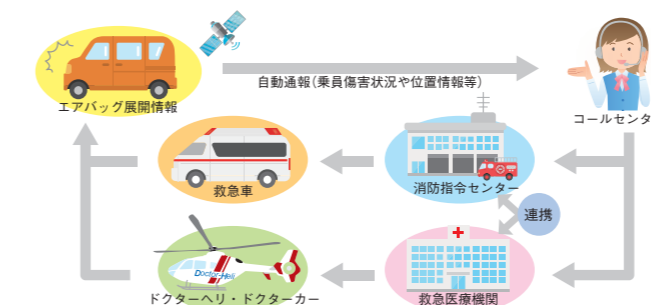 自動通報(乗員傷害状況や位置情報等)
エアバッグ展開情報
コールセンタ
救急車
消防指令センター
連携
Doctor-Heli
ドクターヘリ・ドクターカー
救急医療機関